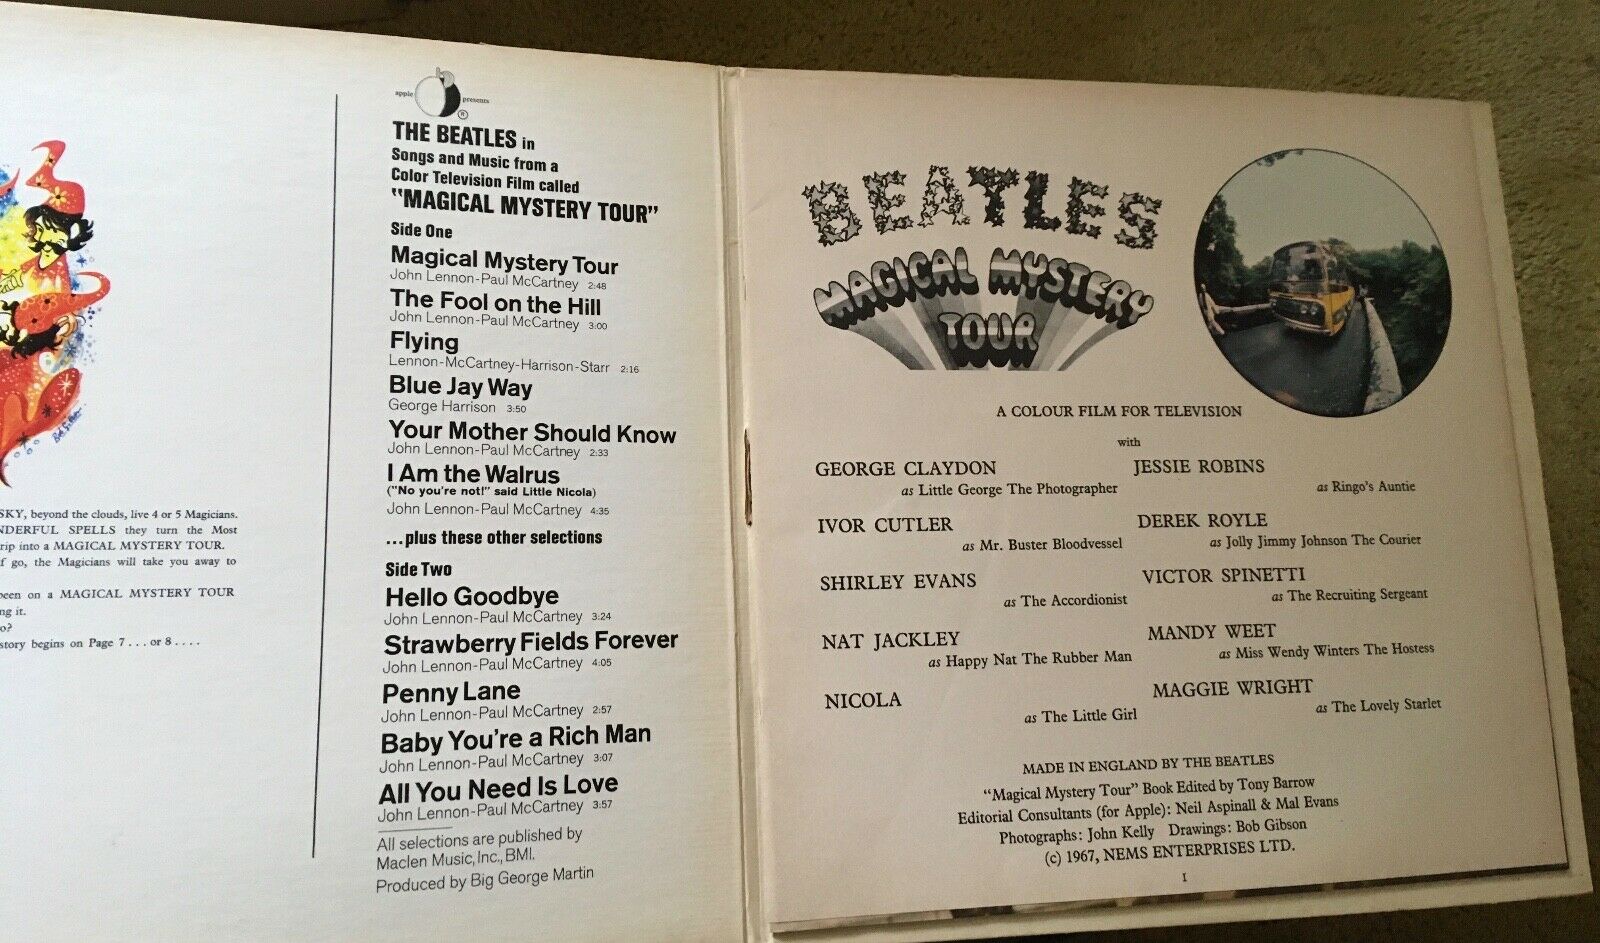 SKY, beyond the clouds, live 4 or 5 Magicians.
NDERFUL SPELLS they turn the Most
rip into a MAGICAL MYSTERY TOUR.
f go, the Magicians will take you away to
been on a MAGICAL MYSTERY TOUR
ng it.
o?
story begins on Page 7 . . . or 8 . . . .
apple presents
®
THE BEATLES in
Songs and Music from a
Color Television Film called
"MAGICAL MYSTERY TOUR"
Side One
Magical Mystery Tour
John Lennon-Paul McCartney 2:48
The Fool on the Hill
John Lennon-Paul McCartney 3:00
Flying
Lennon-McCartney-Harrison-Starr 2:16
Blue Jay Way
George Harrison 3:50
Your Mother Should Know
John Lennon-Paul McCartney 2:33
I Am the Walrus
("No you're not!" said Little Nicola)
John Lennon-Paul McCartney 4:35
...plus these other selections
Side Two
Hello Goodbye
John Lennon-Paul McCartney 3:24
Strawberry Fields Forever
John Lennon-Paul McCartney 4:05
Penny Lane
John Lennon-Paul McCartney 2:57
Baby You're a Rich Man
John Lennon-Paul McCartney 3:07
All You Need Is Love
John Lennon-Paul McCartney 3:57
All selections are published by
Maclen Music, Inc., BMI.
Produced by Big George Martin
BEATLES
MAGICAL MYSTERY
TOUR
A COLOUR FILM FOR TELEVISION
with
GEORGE CLAYDON
as Little George The Photographer
JESSIE ROBINS
as Ringo's Auntie
IVOR CUTLER
as Mr. Buster Bloodvessel
DEREK ROYLE
as Jolly Jimmy Johnson The Courier
SHIRLEY EVANS
as The Accordionist
VICTOR SPINETTI
as The Recruiting Sergeant
NAT JACKLEY
as Happy Nat The Rubber Man
MANDY WEET
as Miss Wendy Winters The Hostess
NICOLA
as The Little Girl
MAGGIE WRIGHT
as The Lovely Starlet
MADE IN ENGLAND BY THE BEATLES
"Magical Mystery Tour" Book Edited by Tony Barrow
Editorial Consultants (for Apple): Neil Aspinall & Mal Evans
Photographs: John Kelly Drawings: Bob Gibson
(c) 1967, NEMS ENTERPRISES LTD.
1